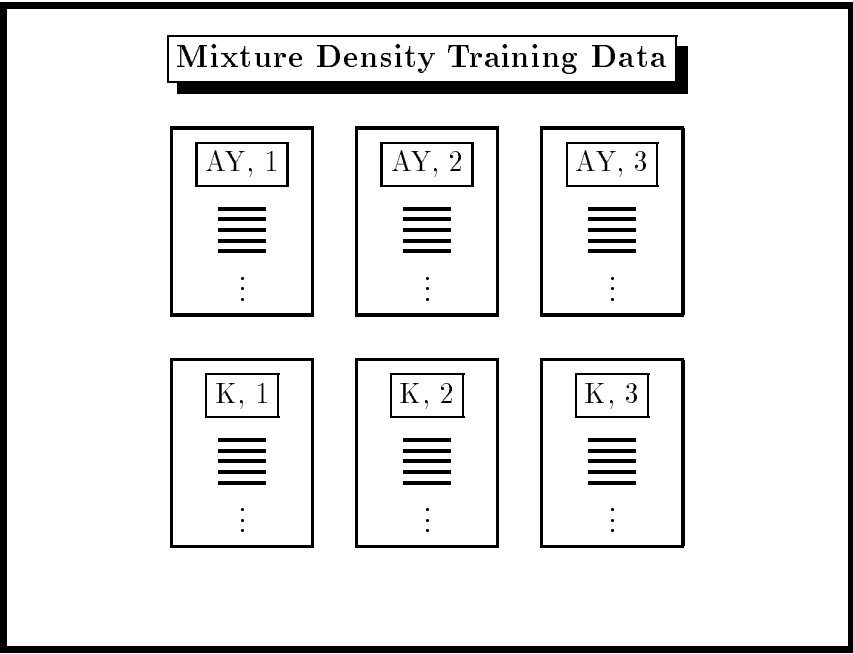 Mixture Density Training Data
AY, 1
AY, 2
AY, 3
K, 1
K, 2
K, 3